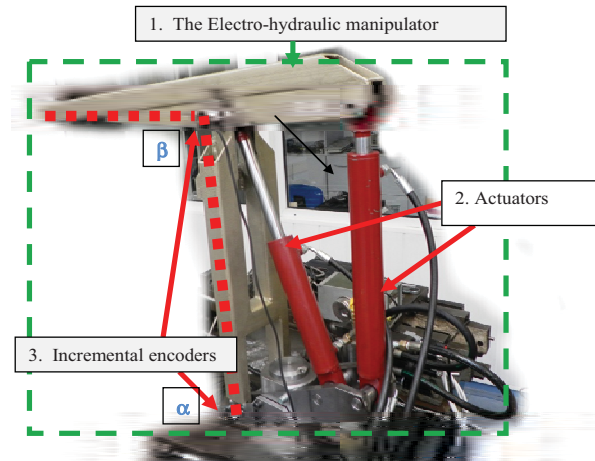 1. The Electro-hydraulic manipulator
β
2. Actuators
3. Incremental encoders
α